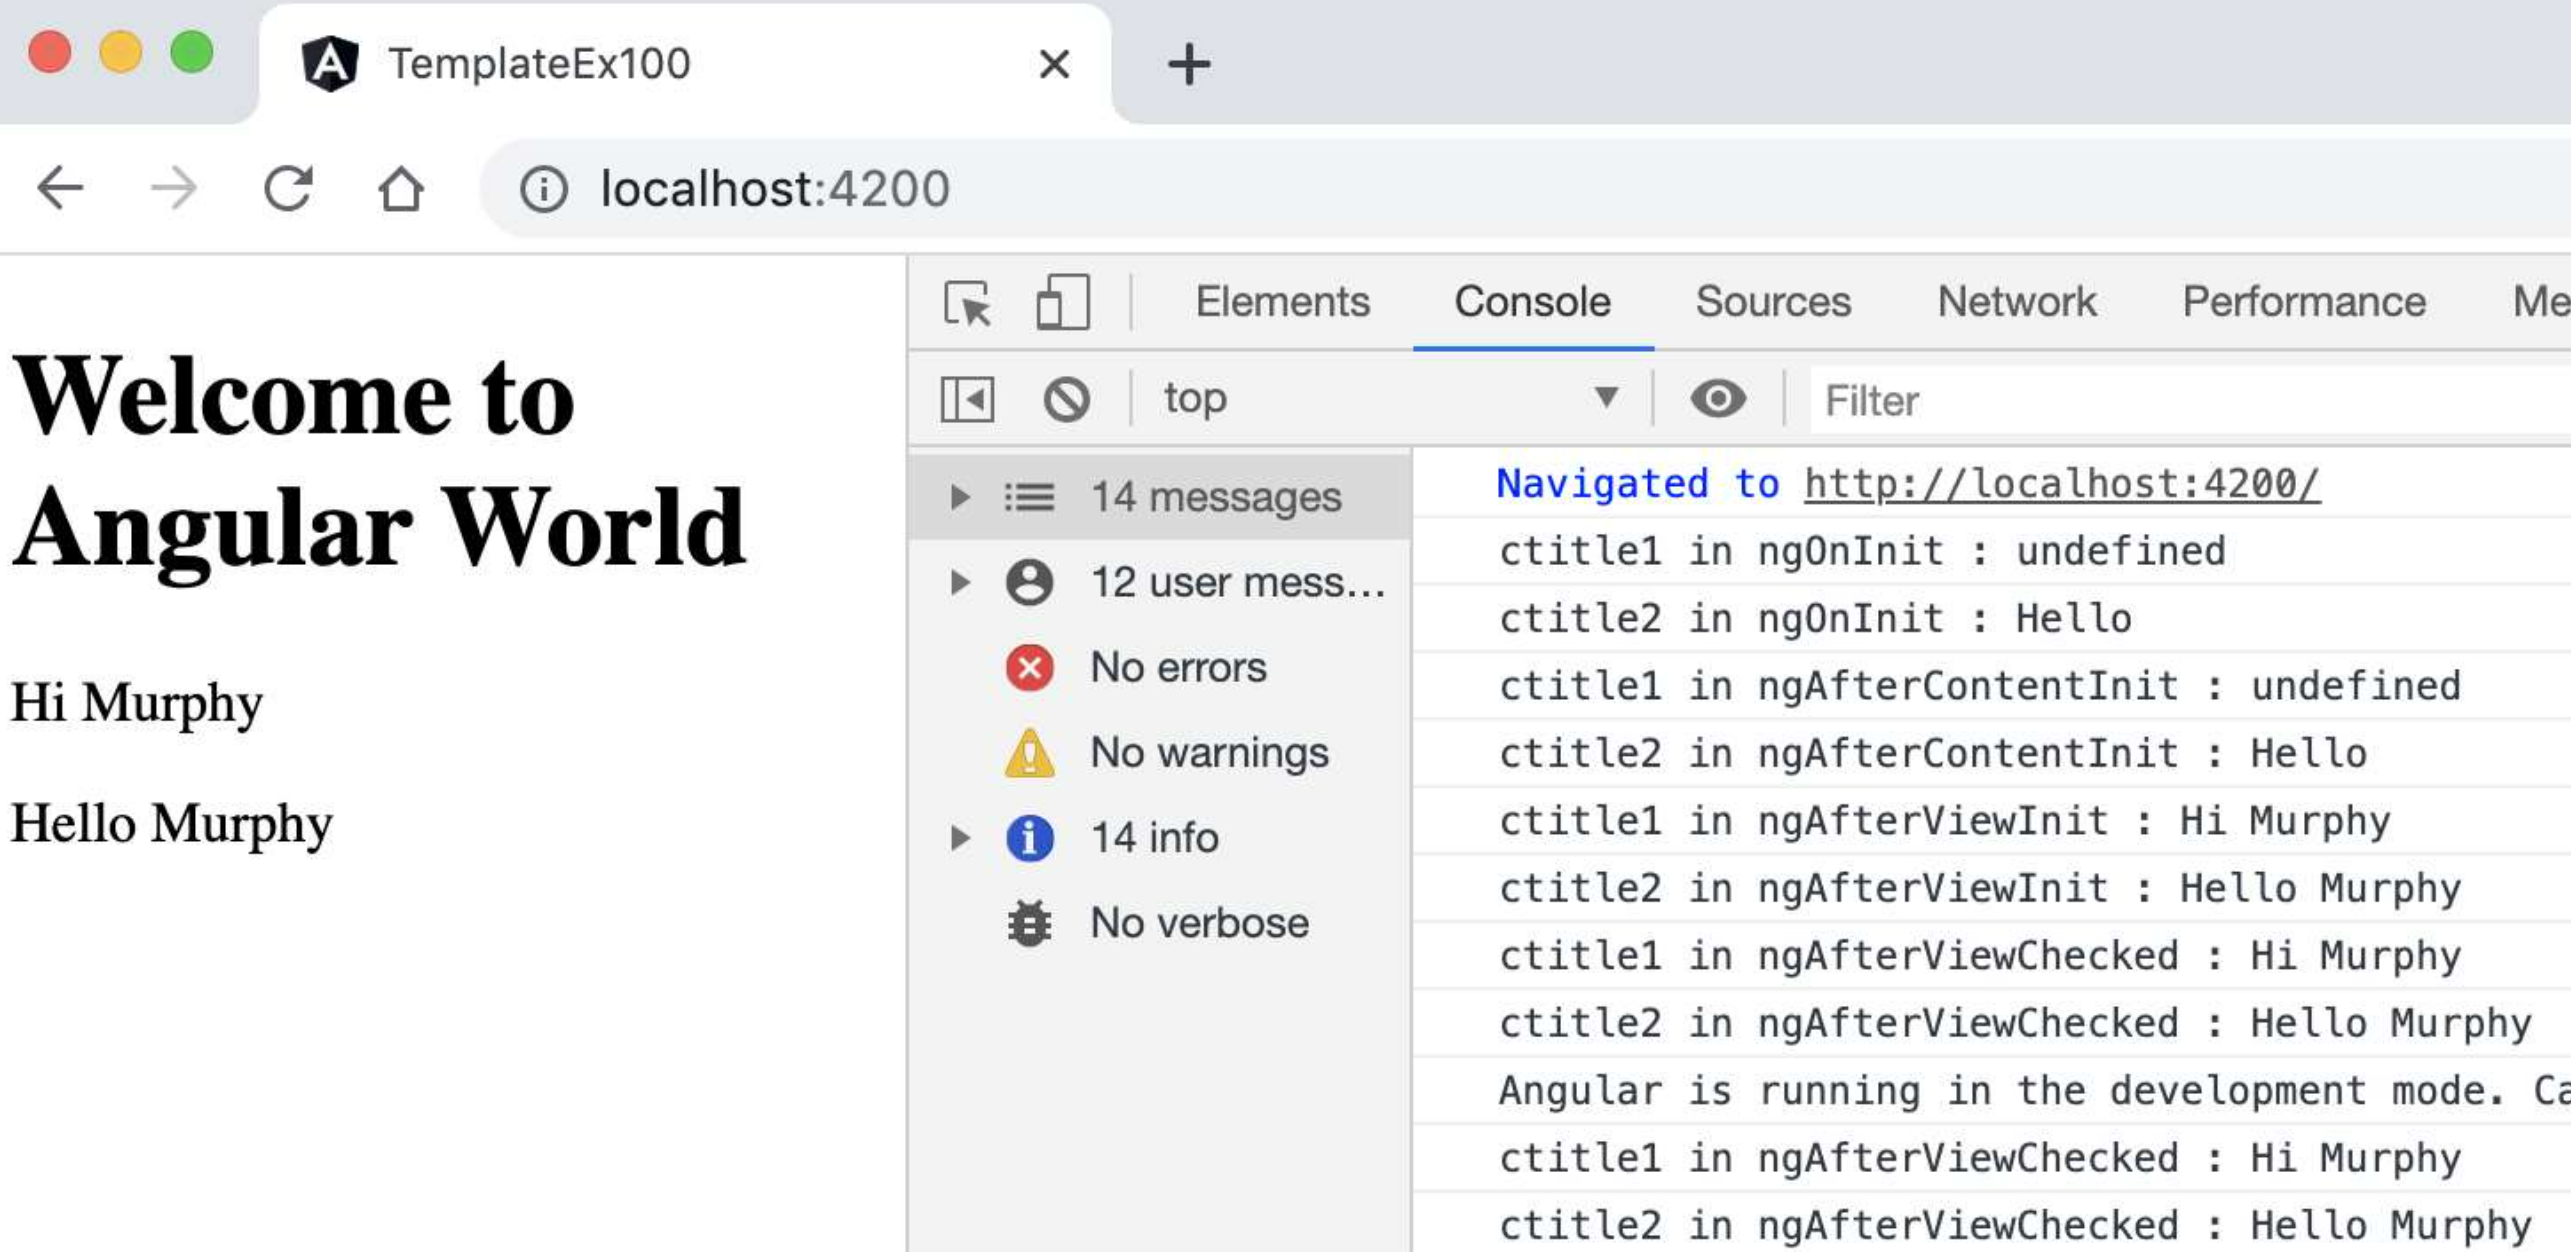 TemplateEx100
localhost:4200
Welcome to
Angular World
Hi Murphy
Hello Murphy
Elements Console Sources Network Performance Me
top Filter
14 messages
12 user mess...
No errors
No warnings
14 info
No verbose
Navigated to http://localhost:4200/
ctitle1 in ngOnInit : undefined
ctitle2 in ngOnInit : Hello
ctitle1 in ngAfterContentInit : undefined
ctitle2 in ngAfterContentInit : Hello
ctitle1 in ngAfterViewInit : Hi Murphy
ctitle2 in ngAfterViewInit : Hello Murphy
ctitle1 in ngAfterViewChecked : Hi Murphy
ctitle2 in ngAfterViewChecked : Hello Murphy
Angular is running in the development mode. Ca
ctitle1 in ngAfterViewChecked : Hi Murphy
ctitle2 in ngAfterViewChecked : Hello Murphy